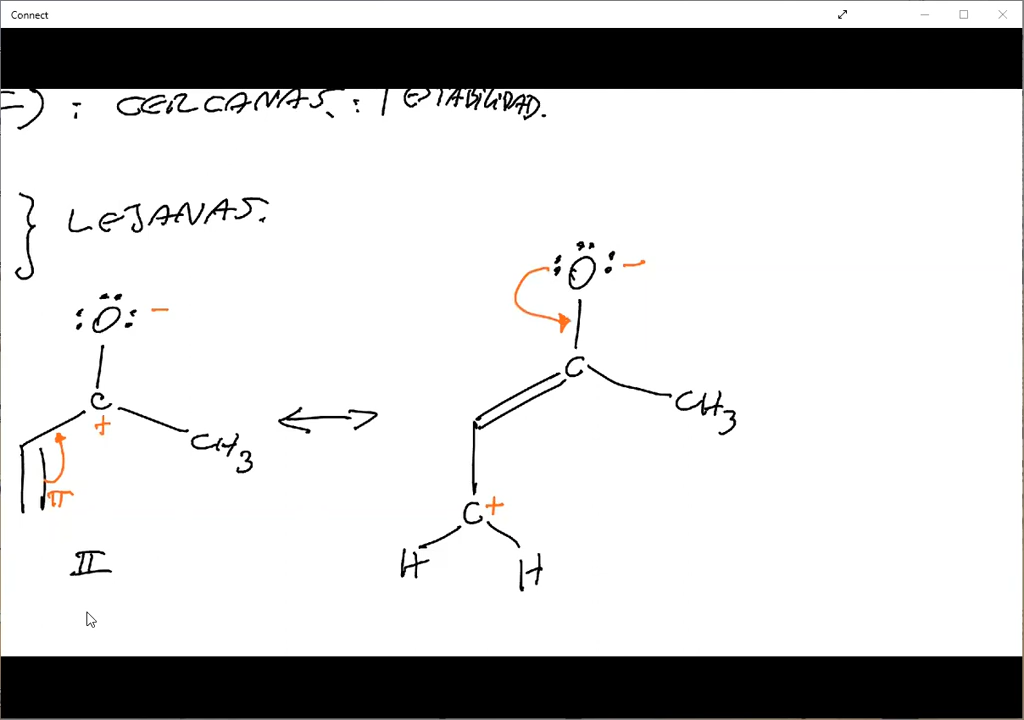 Connect
: CERCANAS. : ESTABILIDAD.
} LEJANAS.
:O: −
:O: −
C
+
CH3
C
CH3
π
C+
II
H
H